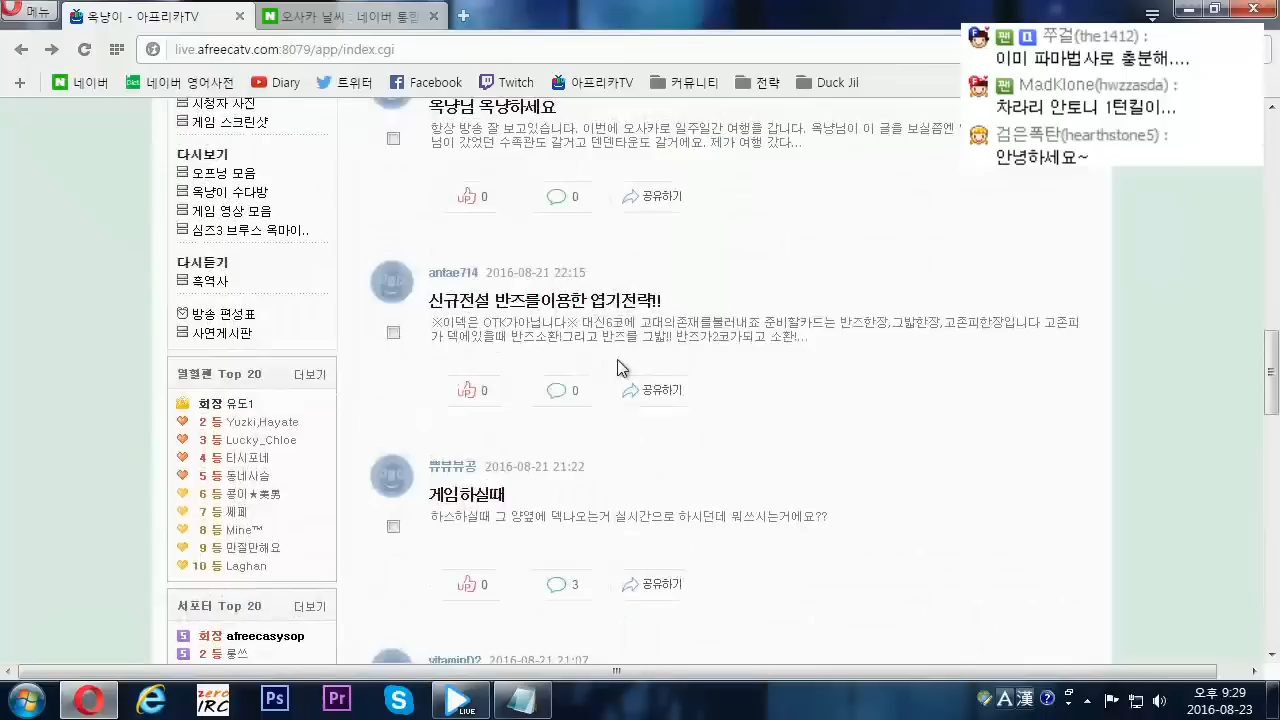 메뉴
옥냥이 - 아프리카TV
오사카 날씨 : 네이버 통합
live.afreecatv.com:8079/app/index.cgi
네이버
네이버 영어사전
Diary
트위터
Facebook
Twitch
아프리카TV
커뮤니티
전략
Duck Jil
쭈걸(the1412) :
이미 파마법사로 충분해....
MadKlone(hwzzasda) :
차라리 안토니 1턴킬이...
검은폭탄(hearthstone5) :
안녕하세요~
시청자 사진
게임 스크린샷
다시보기
오프닝 모음
옥냥이 수다방
게임 영상 모음
심즈3 브루스 옥마이..
다시듣기
흑역사
방송 편성표
사연게시판
열혈팬 Top 20 더보기
회장 유도1
2 등 Yuzki,Hayate
3 등 Lucky_Chloe
4 등 티시포네
5 등 동네사슴
6 등 콩이★美男
7 등 쎄페
8 등 Mine™
9 등 만질만해요
10 등 Laghan
서포터 Top 20 더보기
회장 afreecasysop
2 등 롱쓰
옥냥님 옥냥하세요
항상 방송 잘 보고있습니다. 이번에 오사카로 일주일간 여행을 갑니다. 옥냥님이 이 글을 보실쯤엔
가고있었던 수족관도 갈거고 덴덴타운도 갈거에요. 제가 여행 갔다...
0 0 공유하기
antae714 2016-08-21 22:15
신규전설 반즈를이용한 엽기전략!!
※이덱은 OTK가아닙니다※ 대신6코에 고대의존재를불러내죠 준비할카드는 반즈한장,그밟한장,고존피한장입니다 고존피
가 덱에있을때 반즈소환!그리고 반즈를 그밟!! 반즈가2코가되고 소환!...
0 0 공유하기
쀼뷰뷰공 2016-08-21 21:22
게임하실때
하스하실때 그 양옆에 덱나오는거 실시간으로 하시던데 뭐쓰시는거에요??
0 3 공유하기
vitaminD2 2016-08-21 21:07
zero IRC
Ps
Pr
LIVE
A 漢
오후 9:29
2016-08-23